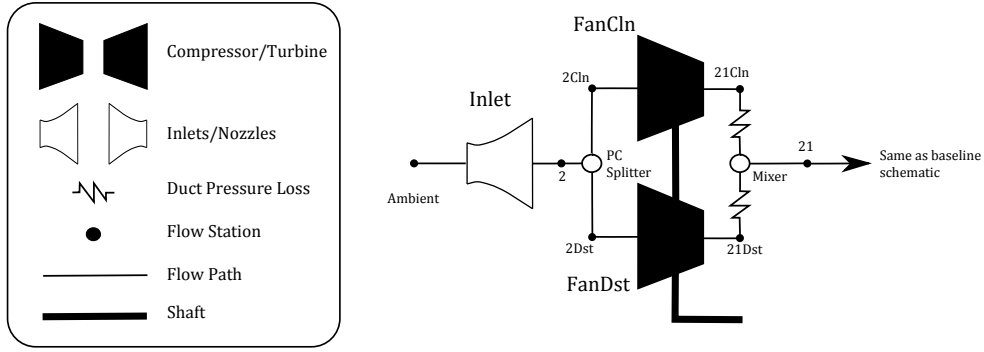 Compressor/Turbine
Inlets/Nozzles
Duct Pressure Loss
Flow Station
Flow Path
Shaft
FanCln
2Cln
21Cln
Inlet
Ambient
2
PC
Splitter
Mixer
21
Same as baseline
schematic
2Dst
21Dst
FanDst